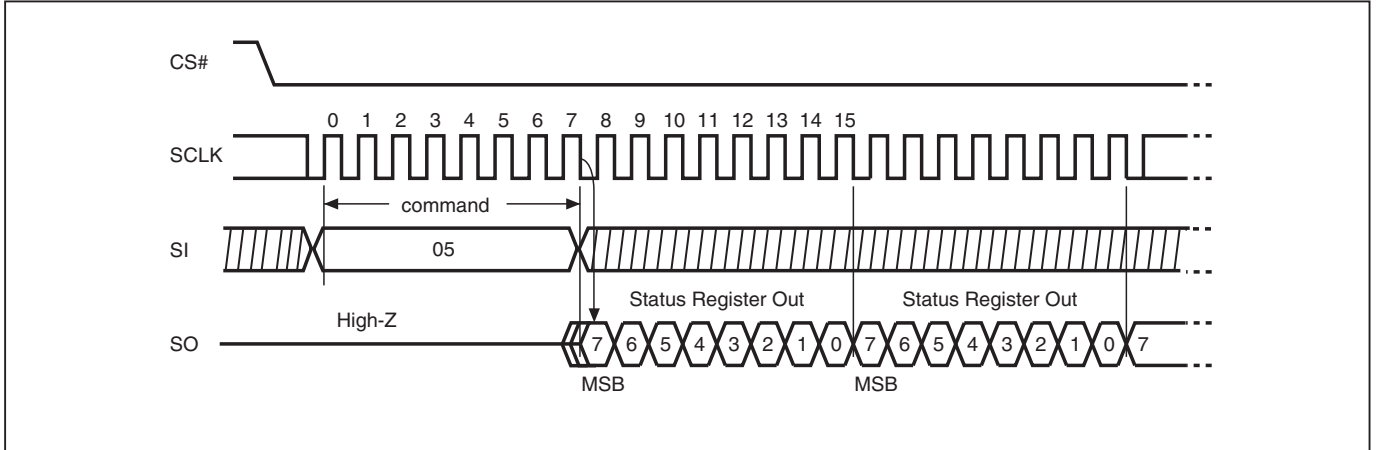 CS#
0 1 2 3 4 5 6 7 8 9 10 11 12 13 14 15
SCLK
command
SI
05
Status Register Out Status Register Out
High-Z
SO
7 6 5 4 3 2 1 0 7 6 5 4 3 2 1 0 7
MSB MSB